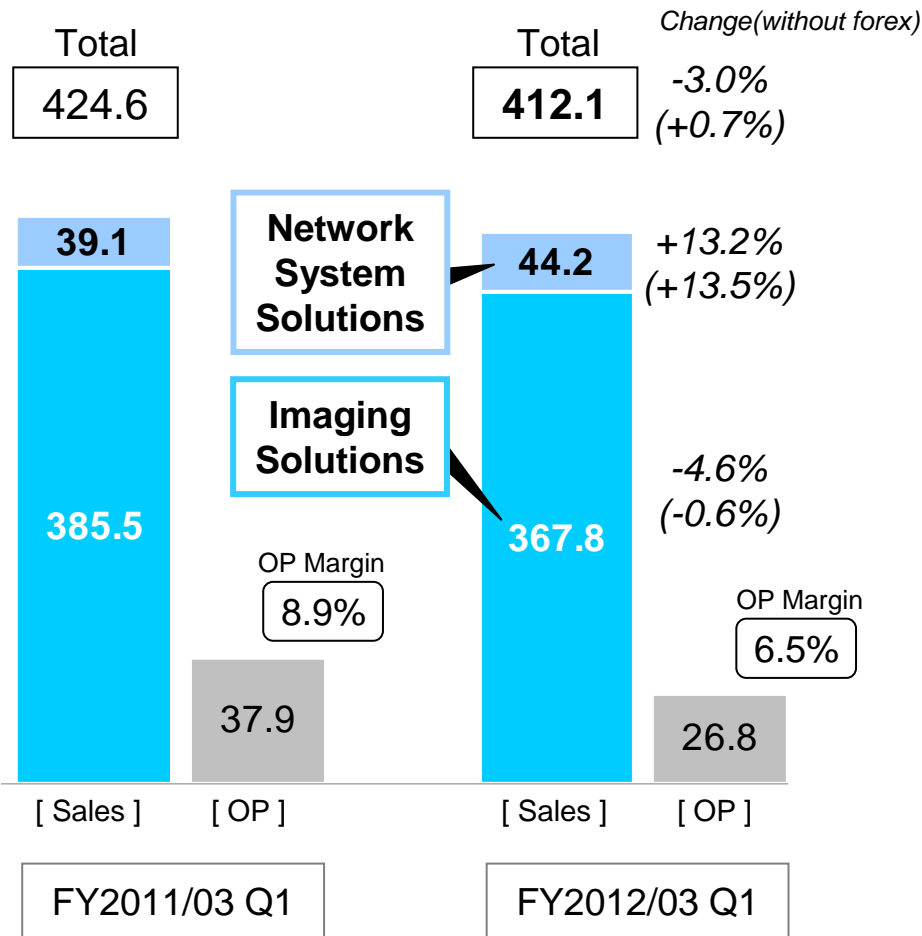 Change(without forex)
Total
424.6
Total
412.1
-3.0%
(+0.7%)
39.1
Network
System
Solutions
44.2
+13.2%
(+13.5%)
Imaging
Solutions
385.5
367.8
-4.6%
(-0.6%)
OP Margin
8.9%
OP Margin
6.5%
37.9
26.8
[ Sales ]
[ OP ]
[ Sales ]
[ OP ]
FY2011/03 Q1
FY2012/03 Q1